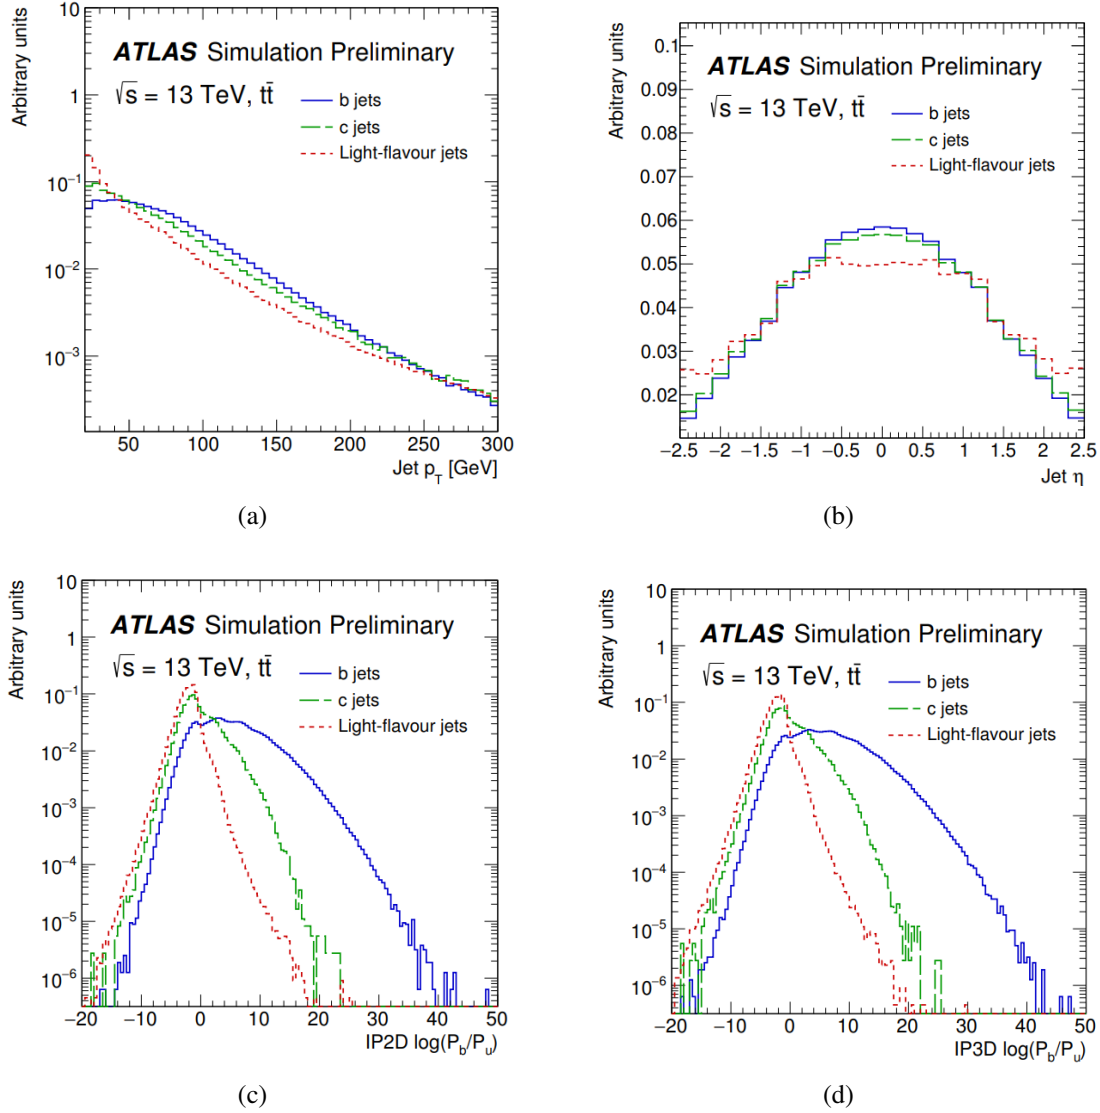 Arbitrary units
10
1
10⁻¹
10⁻²
10⁻³
ATLAS Simulation Preliminary
√s = 13 TeV, tt̄
b jets
c jets
Light-flavour jets
50 100 150 200 250 300
Jet p_T [GeV]
(a)
Arbitrary units
0.1
0.09
0.08
0.07
0.06
0.05
0.04
0.03
0.02
ATLAS Simulation Preliminary
√s = 13 TeV, tt̄
b jets
c jets
Light-flavour jets
−2.5 −2 −1.5 −1 −0.5 0 0.5 1 1.5 2 2.5
Jet η
(b)
Arbitrary units
10
1
10⁻¹
10⁻²
10⁻³
10⁻⁴
10⁻⁵
10⁻⁶
ATLAS Simulation Preliminary
√s = 13 TeV, tt̄
b jets
c jets
Light-flavour jets
−20 −10 0 10 20 30 40 50
IP2D log(P_b/P_u)
(c)
Arbitrary units
10
1
10⁻¹
10⁻²
10⁻³
10⁻⁴
10⁻⁵
10⁻⁶
ATLAS Simulation Preliminary
√s = 13 TeV, tt̄
b jets
c jets
Light-flavour jets
−20 −10 0 10 20 30 40 50
IP3D log(P_b/P_u)
(d)